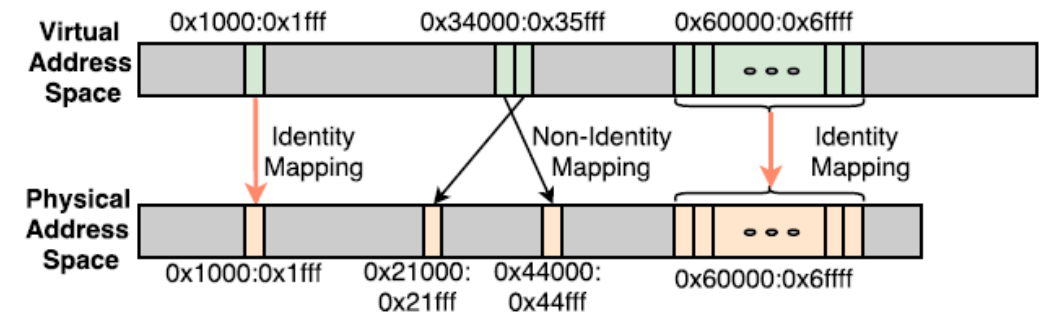 0x1000:0x1fff 0x34000:0x35fff 0x60000:0x6ffff
Virtual
Address
Space
Identity
Mapping
Non-Identity
Mapping
Identity
Mapping
Physical
Address
Space
0x1000:0x1fff
0x21000:
0x21fff
0x44000:
0x44fff
0x60000:0x6ffff